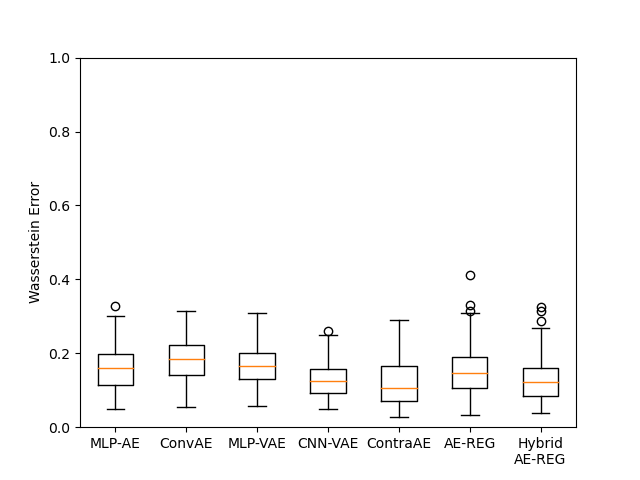 1.0
0.8
0.6
0.4
0.2
0.0
Wasserstein Error
MLP-AE ConvAE MLP-VAE CNN-VAE ContraAE AE-REG Hybrid
AE-REG